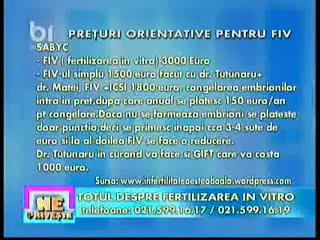 b1
PREŢURI ORIENTATIVE PENTRU FIV
SABYC
- FIV ( fertilizarea in vitro) 3000 Euro
- FIV-ul simplu 1500 euro facut cu dr. Tutunaru+
dr. Matei, FIV +ICSI 1800 euro, congelarea embrionilor
intra in pret,dupa care anual se platesc 150 euro/an
pt congelare.Daca nu se formeaza embrioni se plateste
doar punctia,deci se primesc inapoi cca 3-4 sute de
euro si la al doilea FIV se face o reducere.
Dr. Tutunaru in curand va face si GIFT care va costa
1000 euro.
Sursa: www.infertilitateaesteoboala.wordpress.com
NE
PRIVEŞTE
TOTUL DESPRE FERTILIZAREA IN VITRO
telefoane: 021.599.16.17 / 021.599.16.19